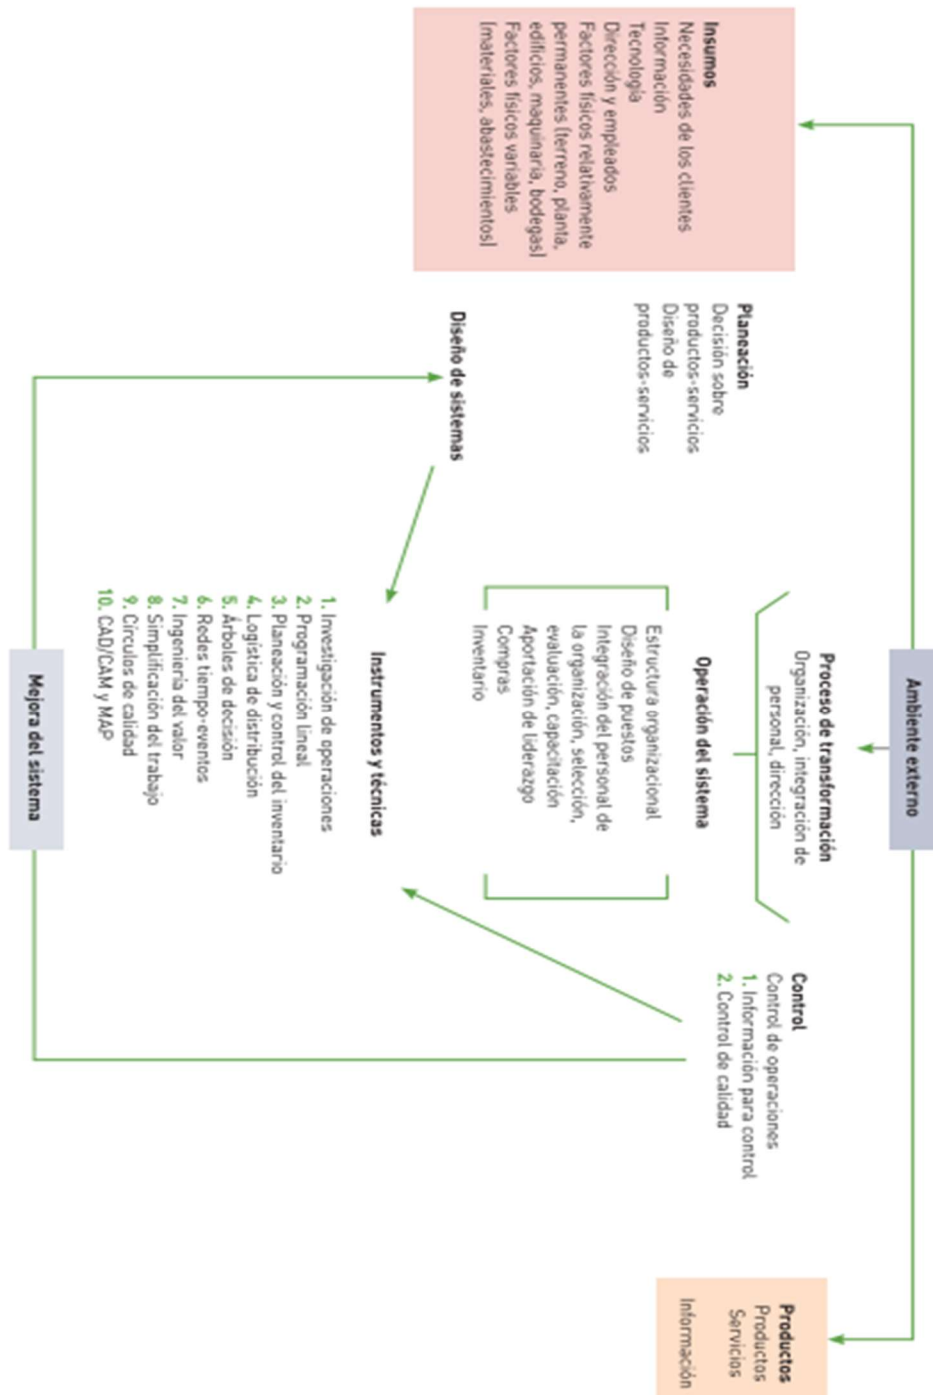 Ambiente externo
Insumos
Necesidades de los clientes
Información
Tecnología
Dirección y empleados
Factores físicos relativamente
permanentes (terreno, planta,
edificios, maquinaria, bodegas)
Factores físicos variables
(materiales, abastecimientos)
Planeación
Decisión sobre
productos-servicios
Diseño de
productos-servicios
Diseño de sistemas
Proceso de transformación
Organización, integración de
personal, dirección
Operación del sistema
Estructura organizacional
Diseño de puestos
Integración del personal de
la organización, selección,
evaluación, capacitación
Aportación de liderazgo
Compras
Inventario
Instrumentos y técnicas
1. Investigación de operaciones
2. Programación lineal
3. Planeación y control del inventario
4. Logística de distribución
5. Árboles de decisión
6. Redes tiempo-eventos
7. Ingeniería del valor
8. Simplificación del trabajo
9. Círculos de calidad
10. CAD/CAM y MAP
Control
Control de operaciones
1. Información para control
2. Control de calidad
Productos
Productos
Servicios
Información
Mejora del sistema